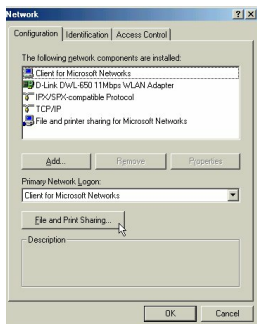 Network
Configuration Identification Access Control
The following network components are installed:
Client for Microsoft Networks
D-Link DWL-650 11Mbps WLAN Adapter
IPX/SPX-compatible Protocol
TCP/IP
File and printer sharing for Microsoft Networks
Add... Remove Properties
Primary Network Logon:
Client for Microsoft Networks
File and Print Sharing...
Description
OK Cancel